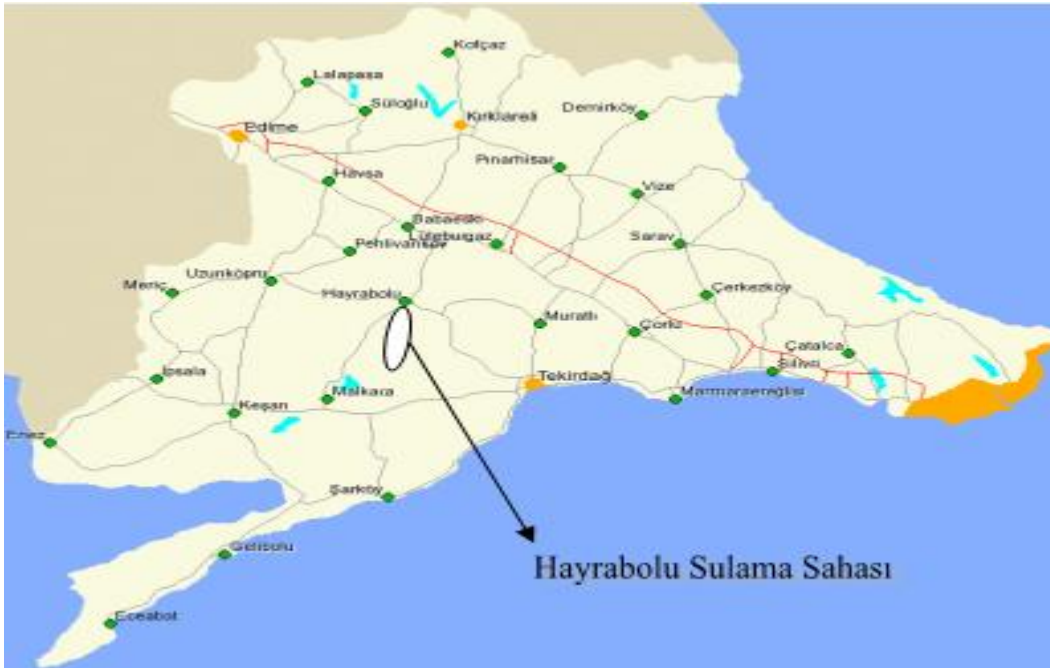 Kofçaz
Lalapaşa
Süloğlu
Demirköy
Kırklareli
Edirne
Pınarhisar
Havsa
Vize
Babaeski
Lüleburgaz
Saray
Pehlivanköy
Uzunköprü
Meriç
Hayrabolu
Çerkezköy
Muratlı
Çorlu
Çatalca
Silivri
İpsala
Tekirdağ
Malkara
Marmaraereğlisi
Keşan
Enez
Şarköy
Gelibolu
Hayrabolu Sulama Sahası
Eceabat